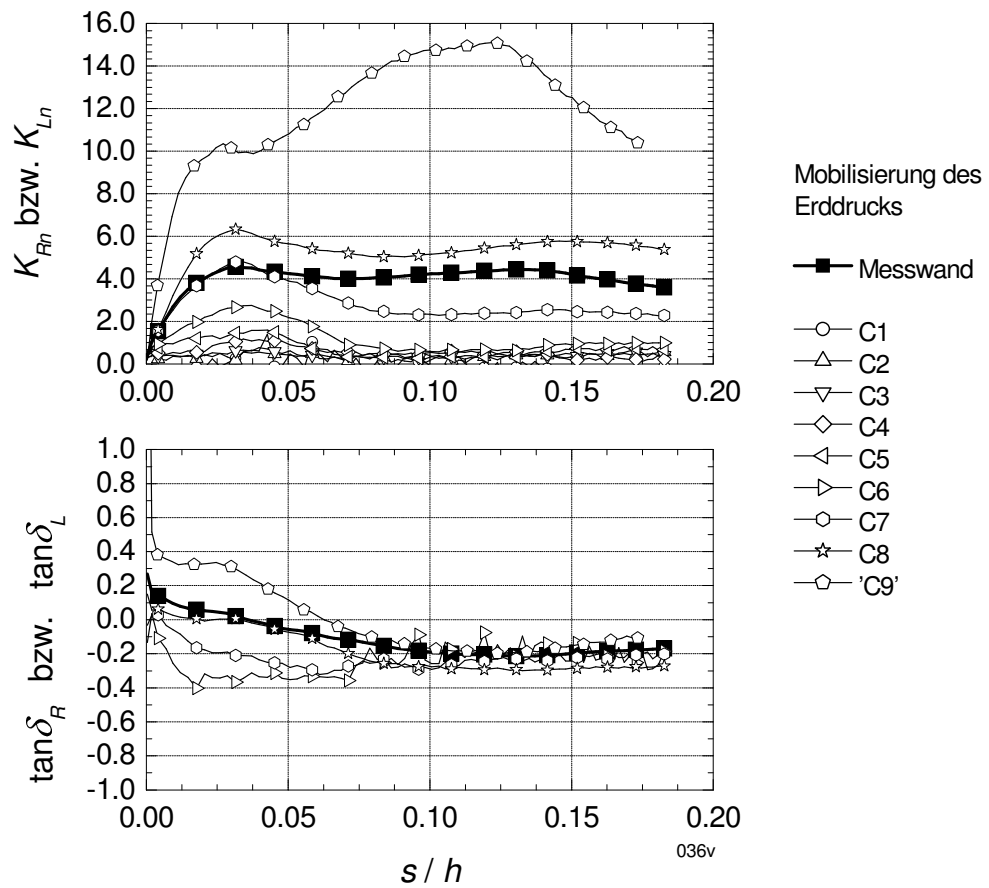 16.0
14.0
12.0
10.0
8.0
6.0
4.0
2.0
0.0
K_Rn bzw. K_Ln
0.00 0.05 0.10 0.15 0.20
1.0
0.8
0.6
0.4
0.2
0.0
-0.2
-0.4
-0.6
-0.8
-1.0
tanδ_R bzw. tanδ_L
0.00 0.05 0.10 0.15 0.20
s / h
036v
Mobilisierung des
Erddrucks
Messwand
C1
C2
C3
C4
C5
C6
C7
C8
'C9'